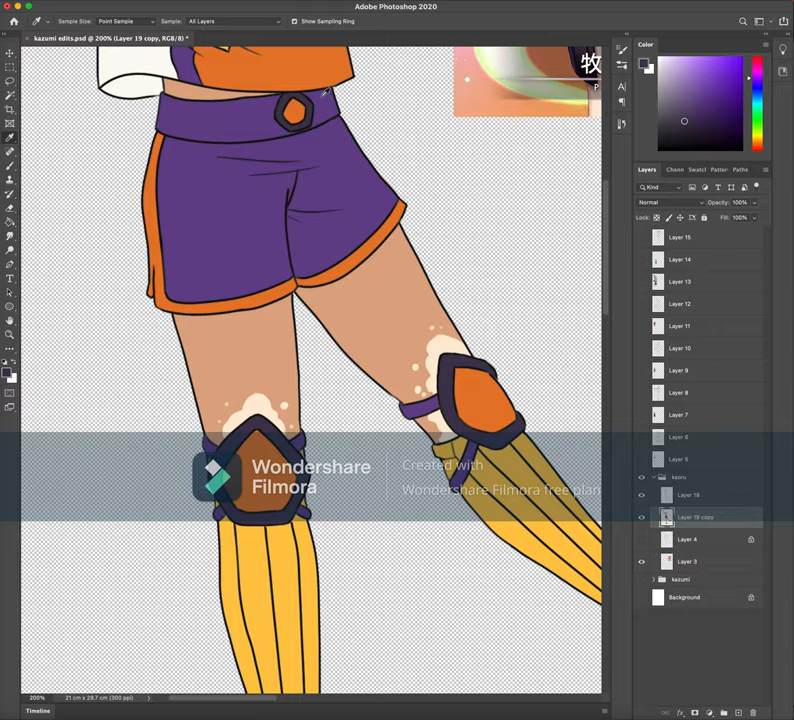 Adobe Photoshop 2020
Sample Size: Point Sample Sample: All Layers Show Sampling Ring
kazumi edits.psd @ 200% (Layer 19 copy, RGB/8) *
牧
P
Color
Layers Chann Swatcl Patter Paths
Kind
Normal Opacity: 100%
Lock: Fill: 100%
Layer 15
Layer 14
Layer 13
Layer 12
Layer 11
Layer 10
Layer 9
Layer 8
Layer 7
Layer 6
Layer 5
kaoru
Layer 19
Layer 19 copy
Layer 4
Layer 3
kazumi
Background
Wondershare
Filmora
Created with
Wondershare Filmora free plan
200% 21 cm x 29.7 cm (300 ppi)
Timeline